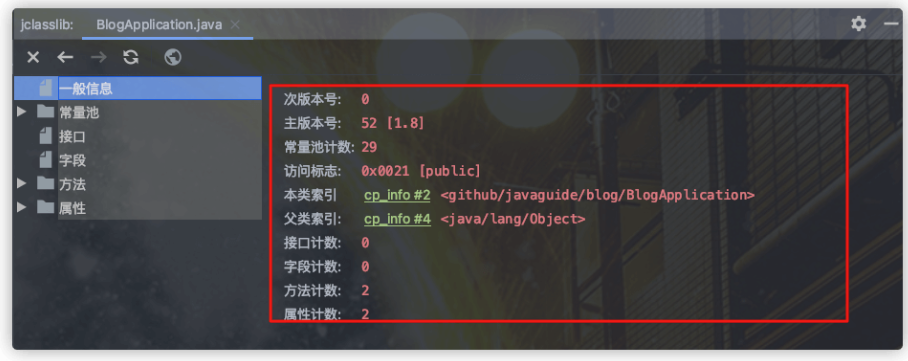 jclasslib: BlogApplication.java
一般信息
常量池
接口
字段
方法
属性
次版本号: 0
主版本号: 52 [1.8]
常量池计数: 29
访问标志: 0x0021 [public]
本类索引 cp_info #2 <github/javaguide/blog/BlogApplication>
父类索引: cp_info #4 <java/lang/Object>
接口计数: 0
字段计数: 0
方法计数: 2
属性计数: 2